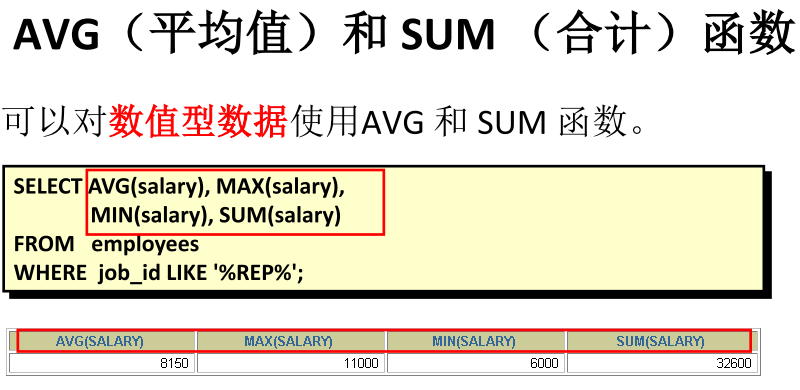 AVG（平均值）和 SUM （合计）函数
可以对数值型数据使用AVG 和 SUM 函数。
SELECT AVG(salary), MAX(salary),
MIN(salary), SUM(salary)
FROM employees
WHERE job_id LIKE '%REP%';
AVG(SALARY) MAX(SALARY) MIN(SALARY) SUM(SALARY)
8150 11000 6000 32600